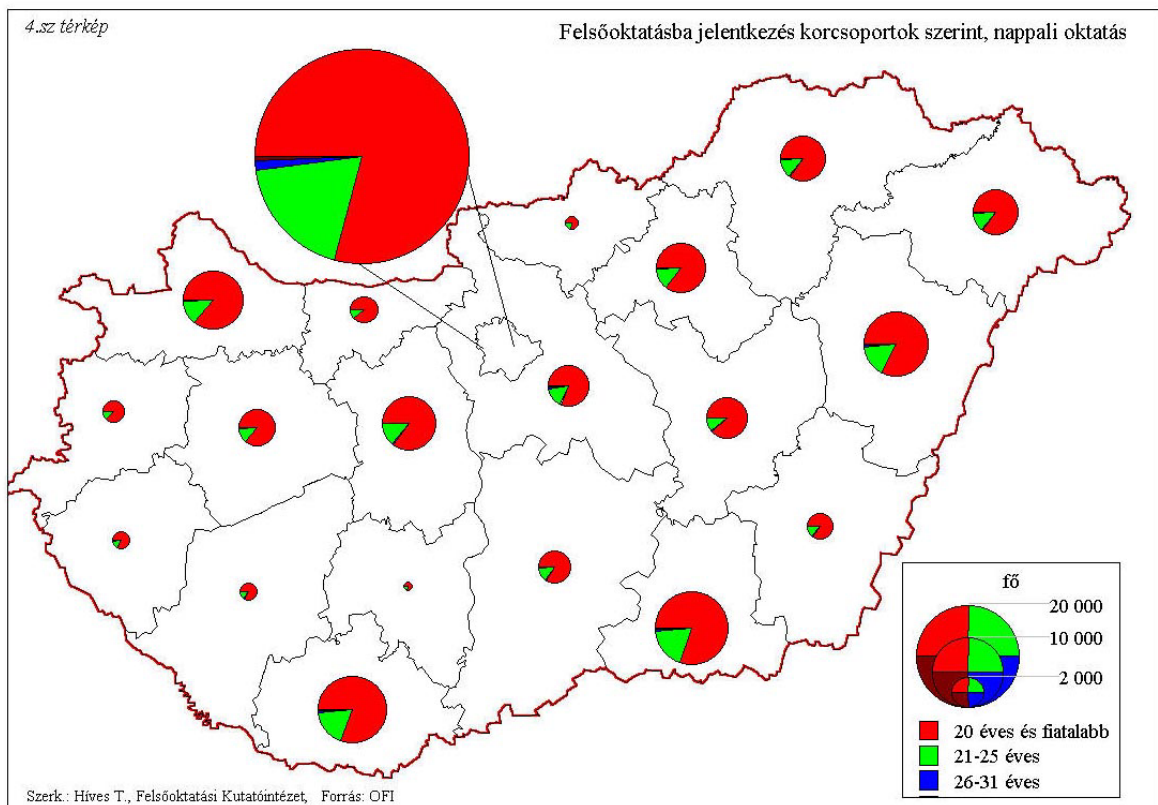 4.sz térkép
Felsőoktatásba jelentkezés korcsoportok szerint, nappali oktatás
fő
20 000
10 000
2 000
20 éves és fiatalabb
21-25 éves
26-31 éves
Szerk.: Híves T., Felsőoktatási Kutatóintézet, Forrás: OFI